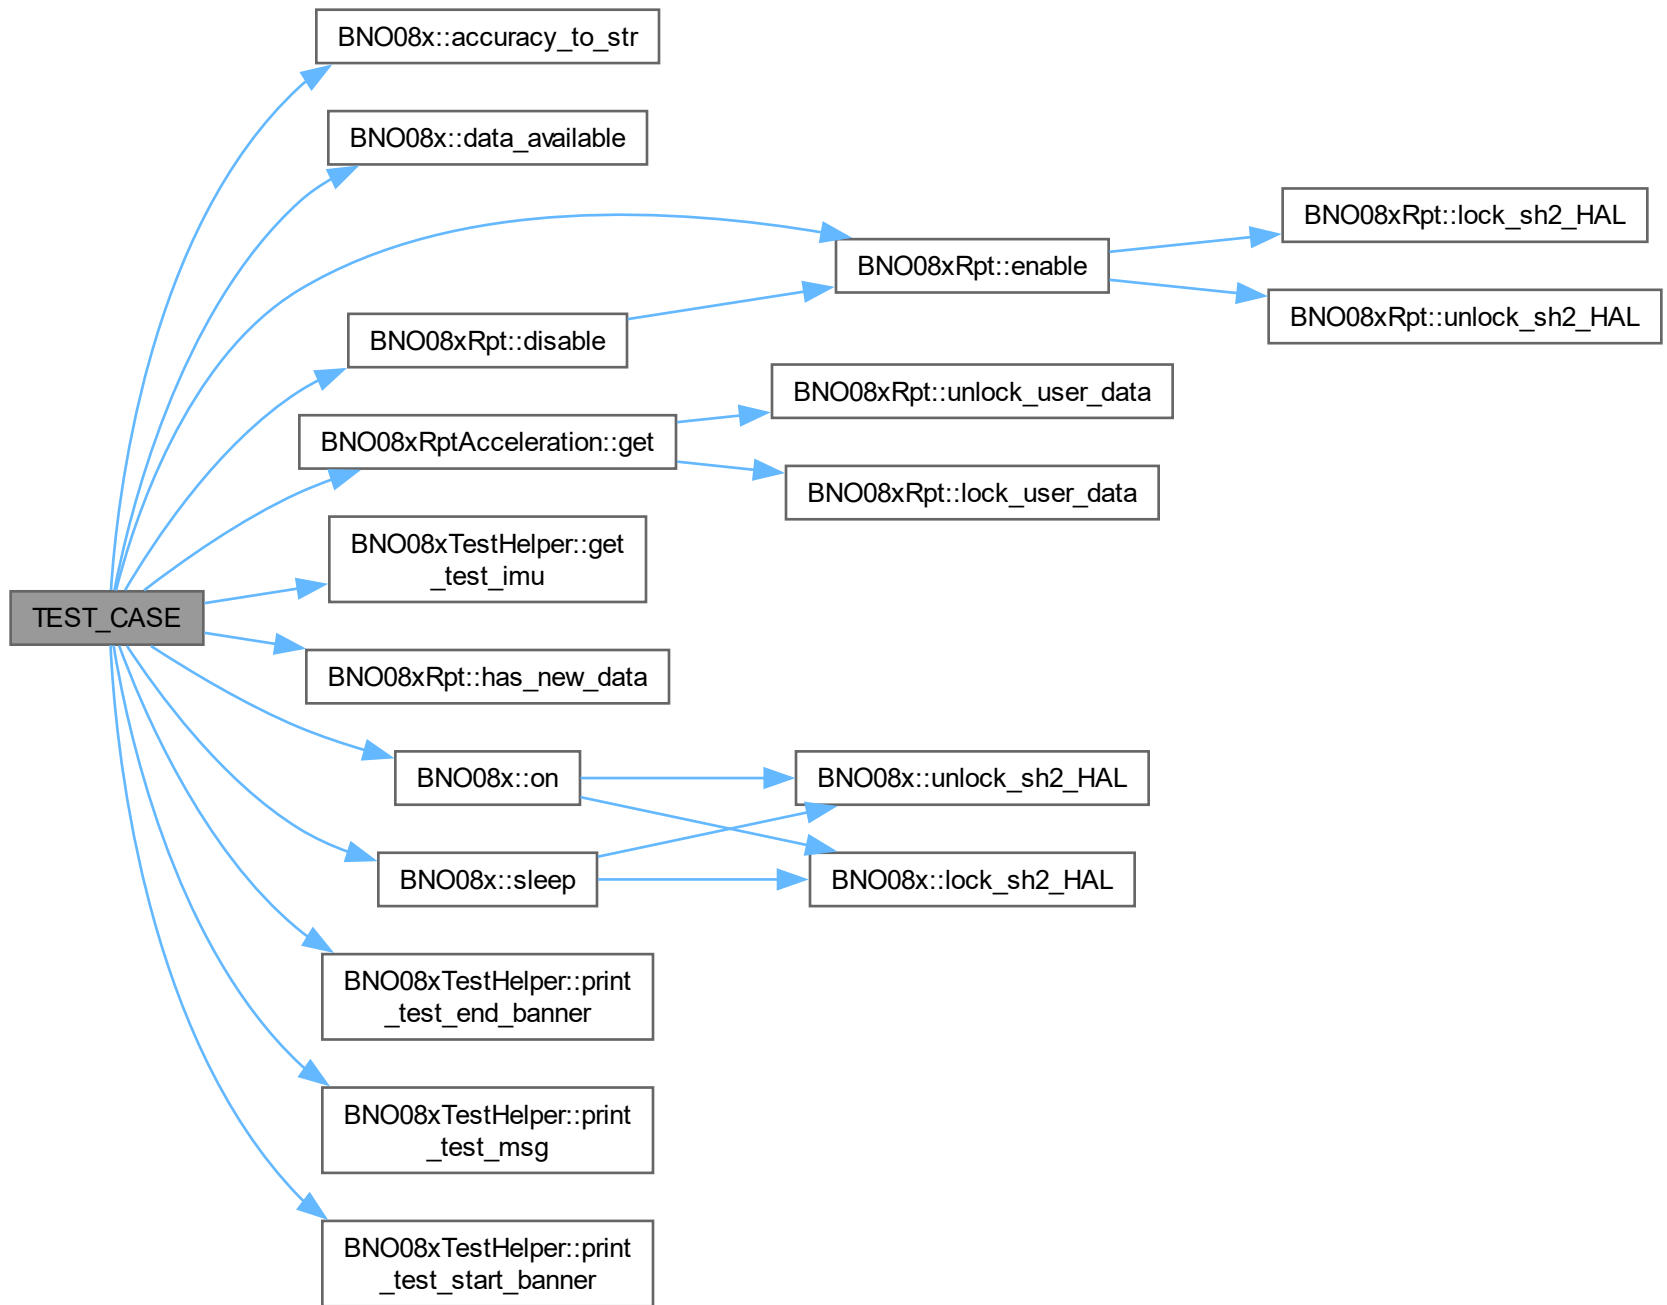 BNO08x::accuracy_to_str
BNO08x::data_available
BNO08xRpt::lock_sh2_HAL
BNO08xRpt::enable
BNO08xRpt::unlock_sh2_HAL
BNO08xRpt::disable
BNO08xRpt::unlock_user_data
BNO08xRptAcceleration::get
BNO08xRpt::lock_user_data
BNO08xTestHelper::get
_test_imu
TEST_CASE
BNO08xRpt::has_new_data
BNO08x::on
BNO08x::unlock_sh2_HAL
BNO08x::sleep
BNO08x::lock_sh2_HAL
BNO08xTestHelper::print
_test_end_banner
BNO08xTestHelper::print
_test_msg
BNO08xTestHelper::print
_test_start_banner